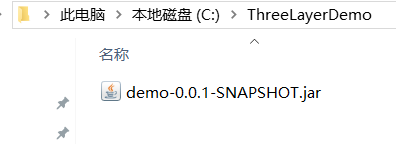 此电脑 › 本地磁盘 (C:) › ThreeLayerDemo
名称
demo-0.0.1-SNAPSHOT.jar